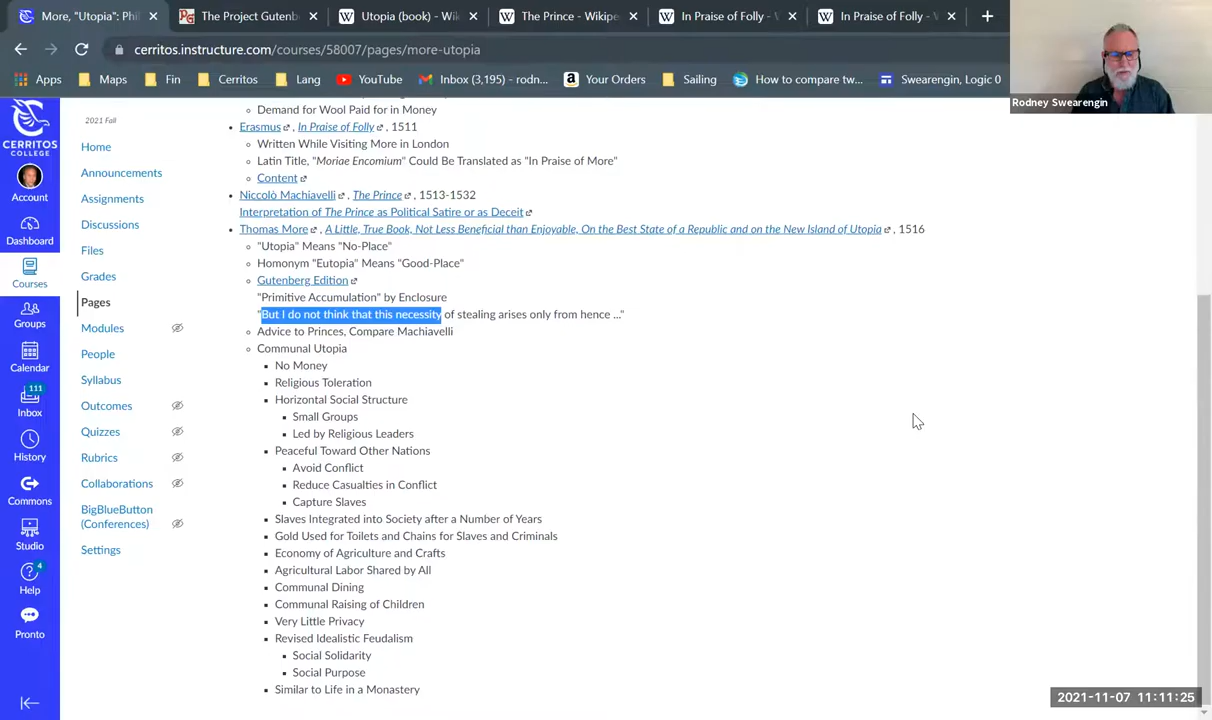 More, "Utopia": Phil
The Project Gutenb
Utopia (book) - Wik
The Prince - Wikipe
In Praise of Folly -
In Praise of Folly -
cerritos.instructure.com/courses/58007/pages/more-utopia
Apps
Maps
Fin
Cerritos
Lang
YouTube
Inbox (3,195) - rodn...
Your Orders
Sailing
How to compare tw...
Swearengin, Logic 0
Rodney Swearengin
CERRITOS
COLLEGE
Account
Dashboard
Courses
Groups
Calendar
111
Inbox
History
Commons
Studio
4
Help
Pronto
2021 Fall
Home
Announcements
Assignments
Discussions
Files
Grades
Pages
Modules
People
Syllabus
Outcomes
Quizzes
Rubrics
Collaborations
BigBlueButton
(Conferences)
Settings
Demand for Wool Paid for in Money
Erasmus, In Praise of Folly, 1511
Written While Visiting More in London
Latin Title, "Moriae Encomium" Could Be Translated as "In Praise of More"
Content
Niccolò Machiavelli, The Prince, 1513-1532
Interpretation of The Prince as Political Satire or as Deceit
Thomas More, A Little, True Book, Not Less Beneficial than Enjoyable, On the Best State of a Republic and on the New Island of Utopia, 1516
"Utopia" Means "No-Place"
Homonym "Eutopia" Means "Good-Place"
Gutenberg Edition
"Primitive Accumulation" by Enclosure
"But I do not think that this necessity of stealing arises only from hence ..."
Advice to Princes, Compare Machiavelli
Communal Utopia
No Money
Religious Toleration
Horizontal Social Structure
Small Groups
Led by Religious Leaders
Peaceful Toward Other Nations
Avoid Conflict
Reduce Casualties in Conflict
Capture Slaves
Slaves Integrated into Society after a Number of Years
Gold Used for Toilets and Chains for Slaves and Criminals
Economy of Agriculture and Crafts
Agricultural Labor Shared by All
Communal Dining
Communal Raising of Children
Very Little Privacy
Revised Idealistic Feudalism
Social Solidarity
Social Purpose
Similar to Life in a Monastery
2021-11-07 11:11:25